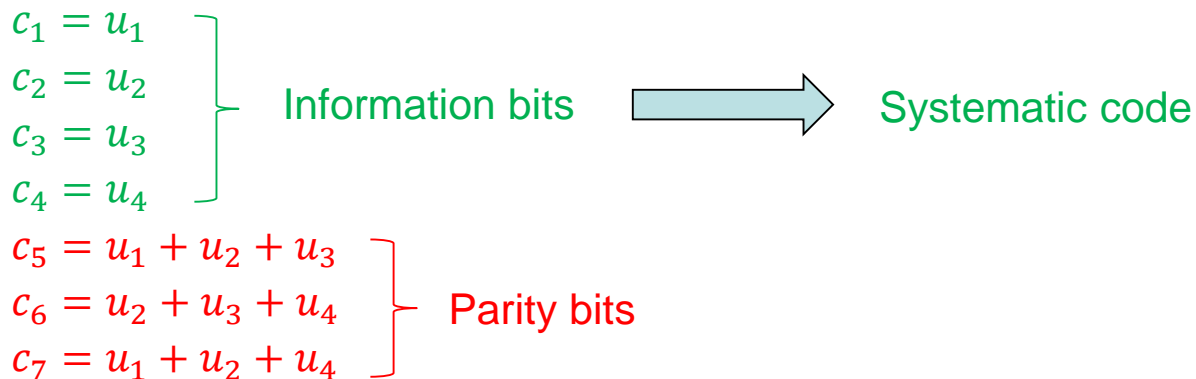 c₁ = u₁
c₂ = u₂
Information bits
Systematic code
c₃ = u₃
c₄ = u₄
c₅ = u₁ + u₂ + u₃
c₆ = u₂ + u₃ + u₄
Parity bits
c₇ = u₁ + u₂ + u₄